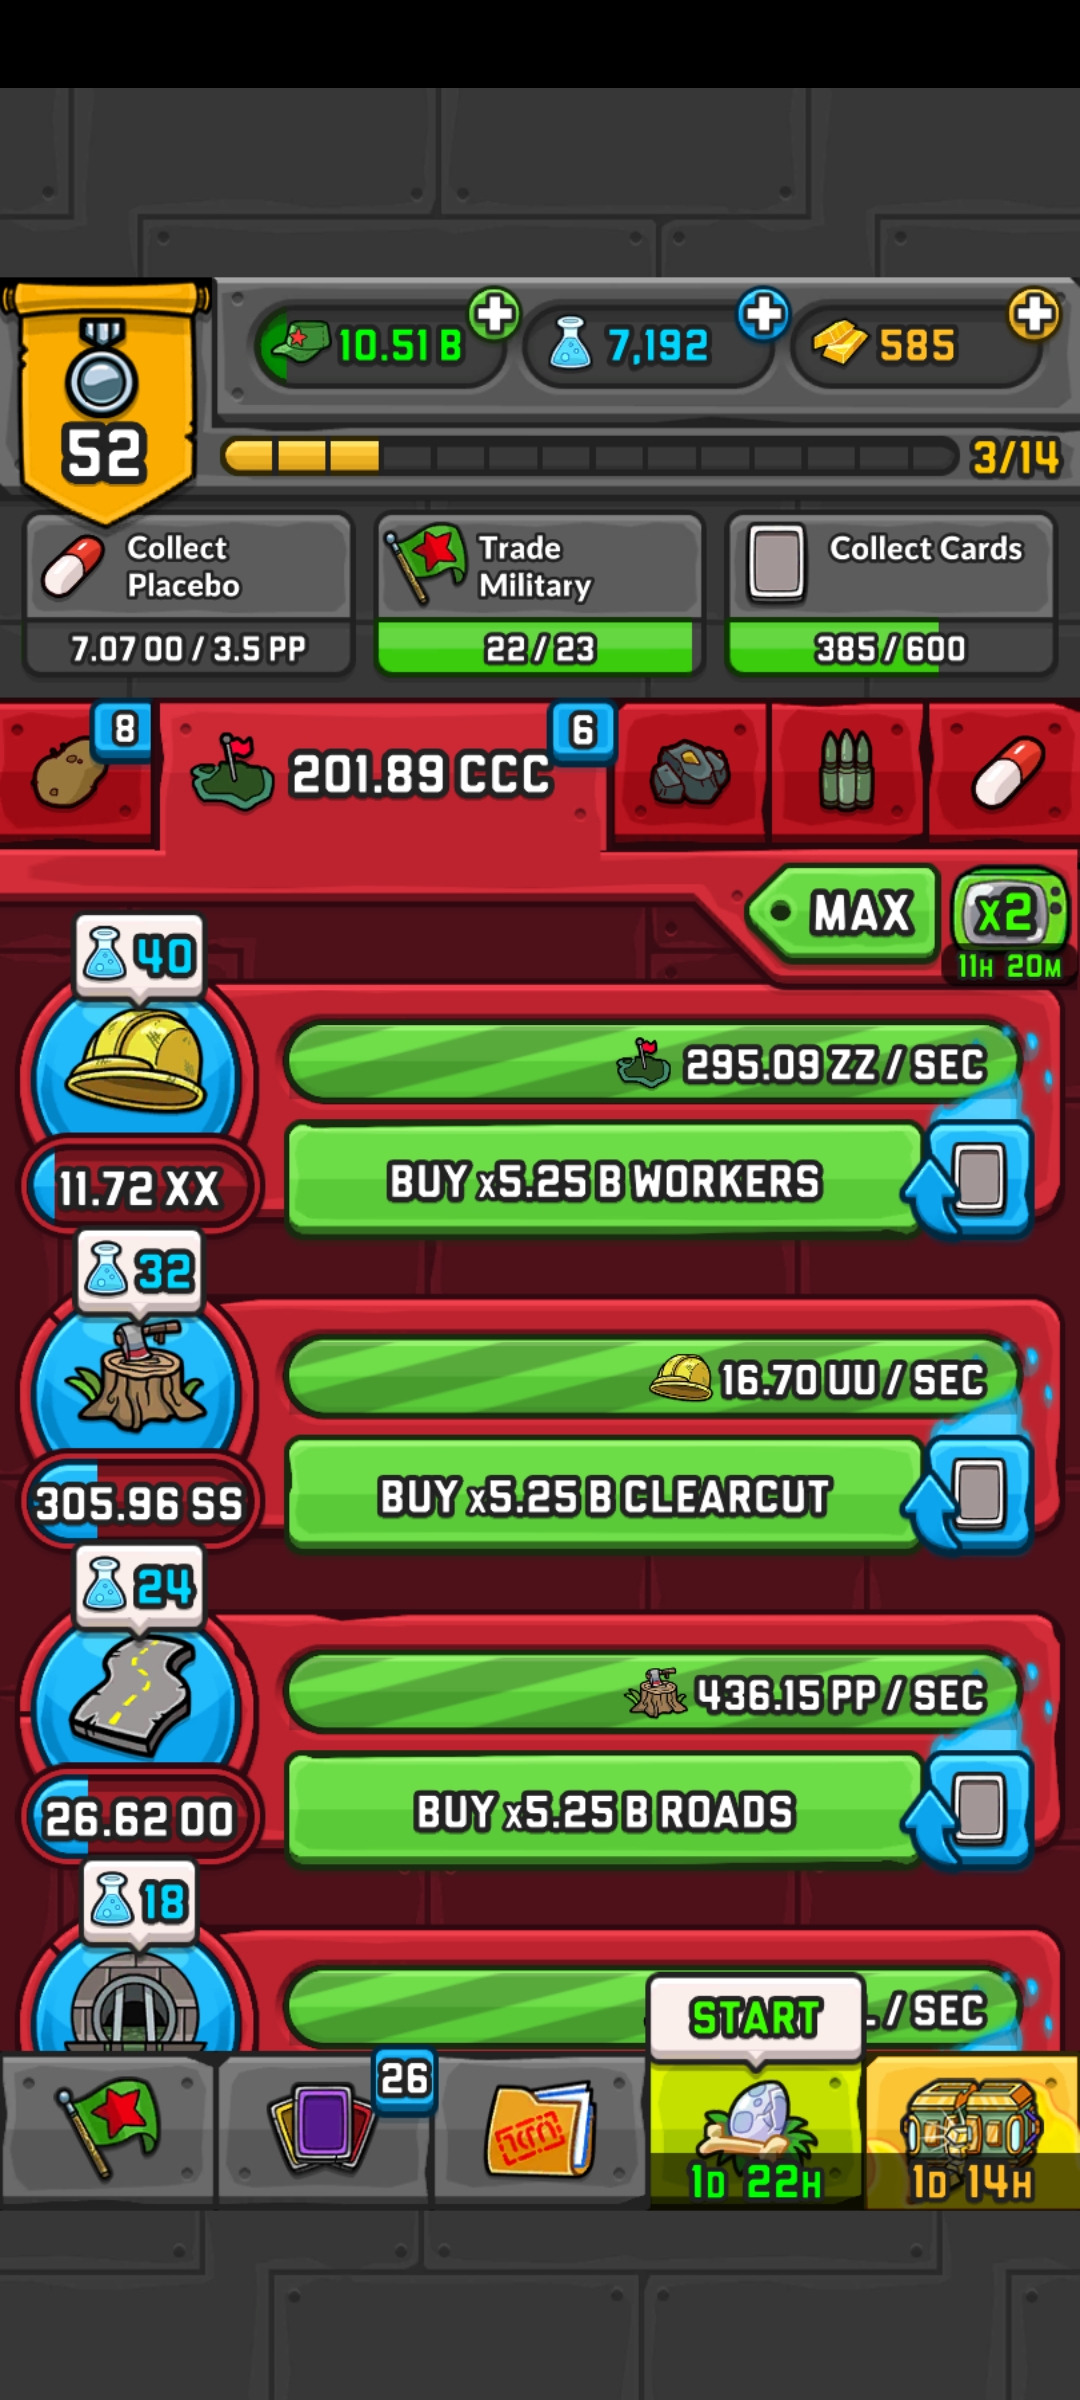 10.51 B
7,192
585
52
3/14
Collect
Placebo
7.07 OO / 3.5 PP
Trade
Military
22 / 23
Collect Cards
385 / 600
8
201.89 CCC
6
MAX
x2
11H 20M
40
295.09 ZZ / SEC
BUY x5.25 B WORKERS
11.72 XX
32
16.70 UU / SEC
BUY x5.25 B CLEARCUT
305.96 SS
24
436.15 PP / SEC
BUY x5.25 B ROADS
26.62 OO
18
/ SEC
START
26
1D 22H
1D 14H